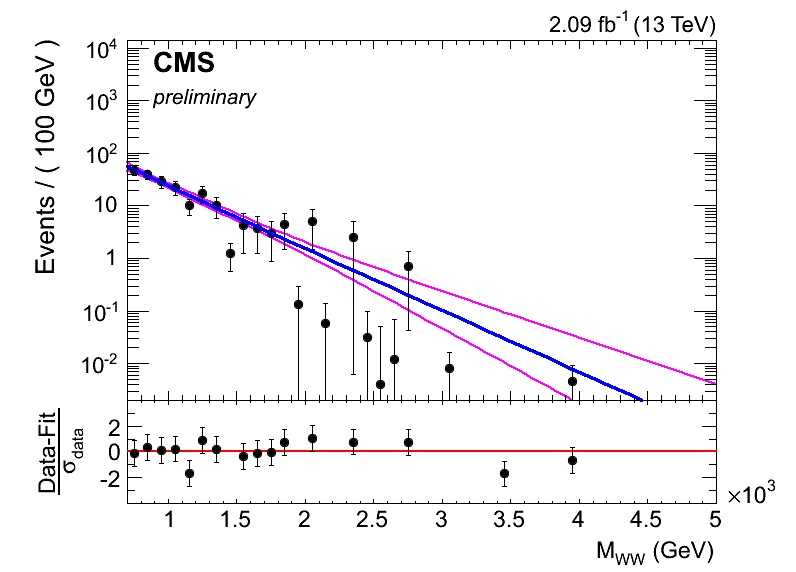 2.09 fb⁻¹ (13 TeV)
CMS
preliminary
Events / ( 100 GeV )
10⁴
10³
10²
10
1
10⁻¹
10⁻²
Data-Fit
σ_data
2
0
-2
1 1.5 2 2.5 3 3.5 4 4.5 5
×10³
M_WW (GeV)